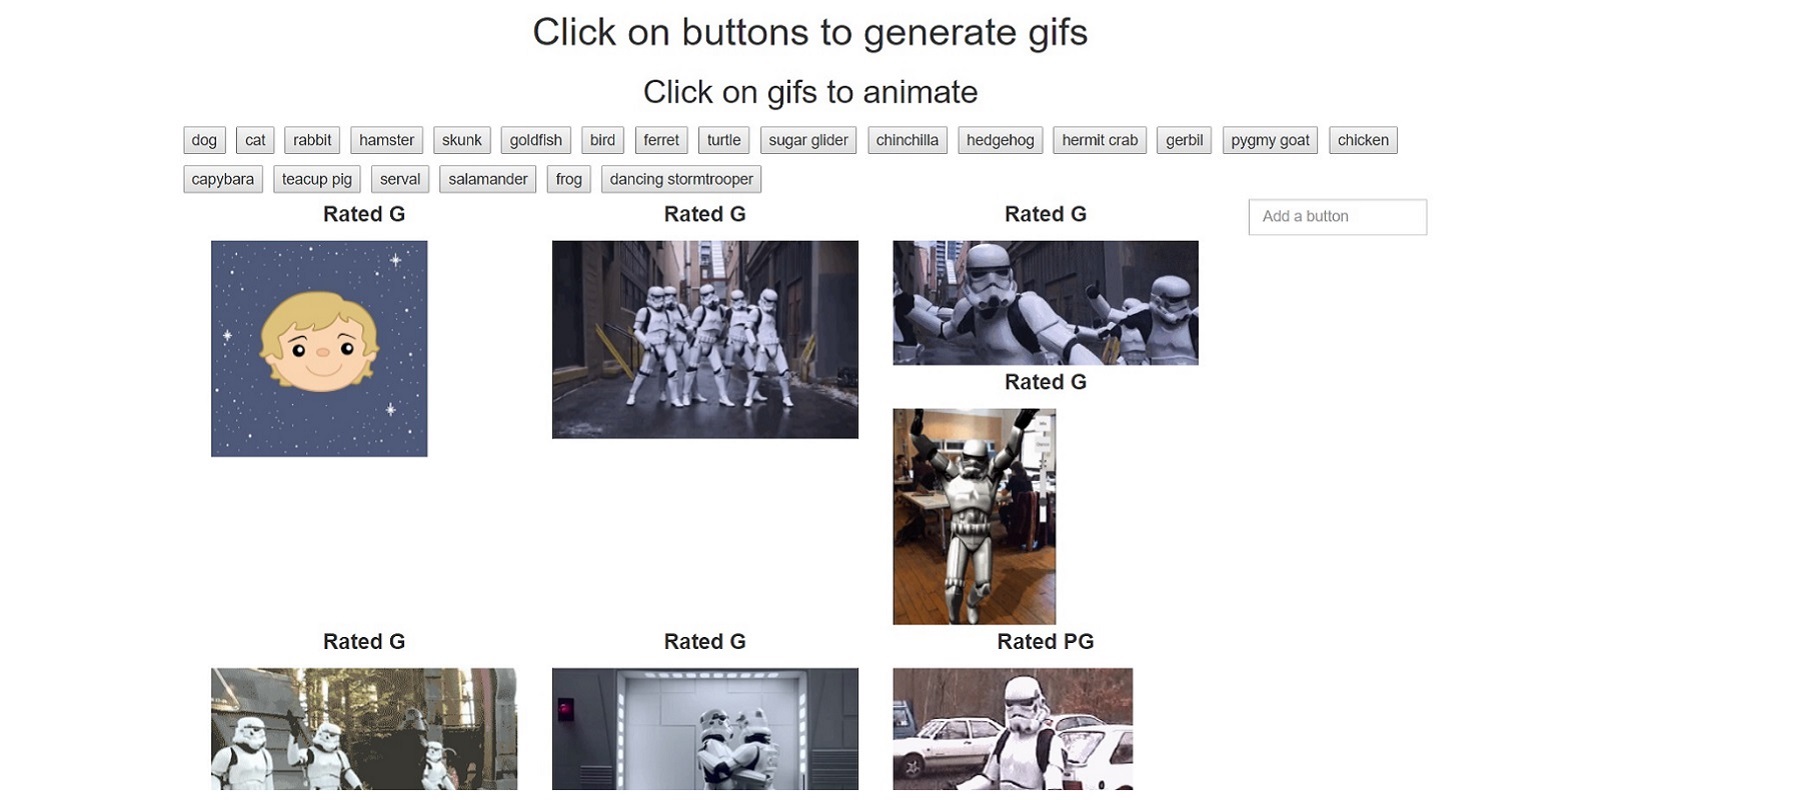 Click on buttons to generate gifs
Click on gifs to animate
dog cat rabbit hamster skunk goldfish bird ferret turtle sugar glider chinchilla hedgehog hermit crab gerbil pygmy goat chicken
capybara teacup pig serval salamander frog dancing stormtrooper
Rated G Rated G Rated G
Add a button
Rated G
Rated G Rated G Rated PG